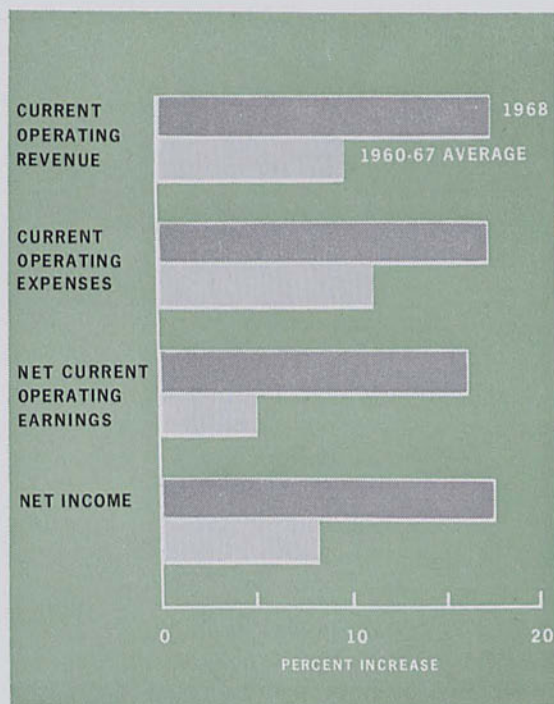 CURRENT
OPERATING
REVENUE
1968
1960-67 AVERAGE
CURRENT
OPERATING
EXPENSES
NET CURRENT
OPERATING
EARNINGS
NET INCOME
0 10 20
PERCENT INCREASE